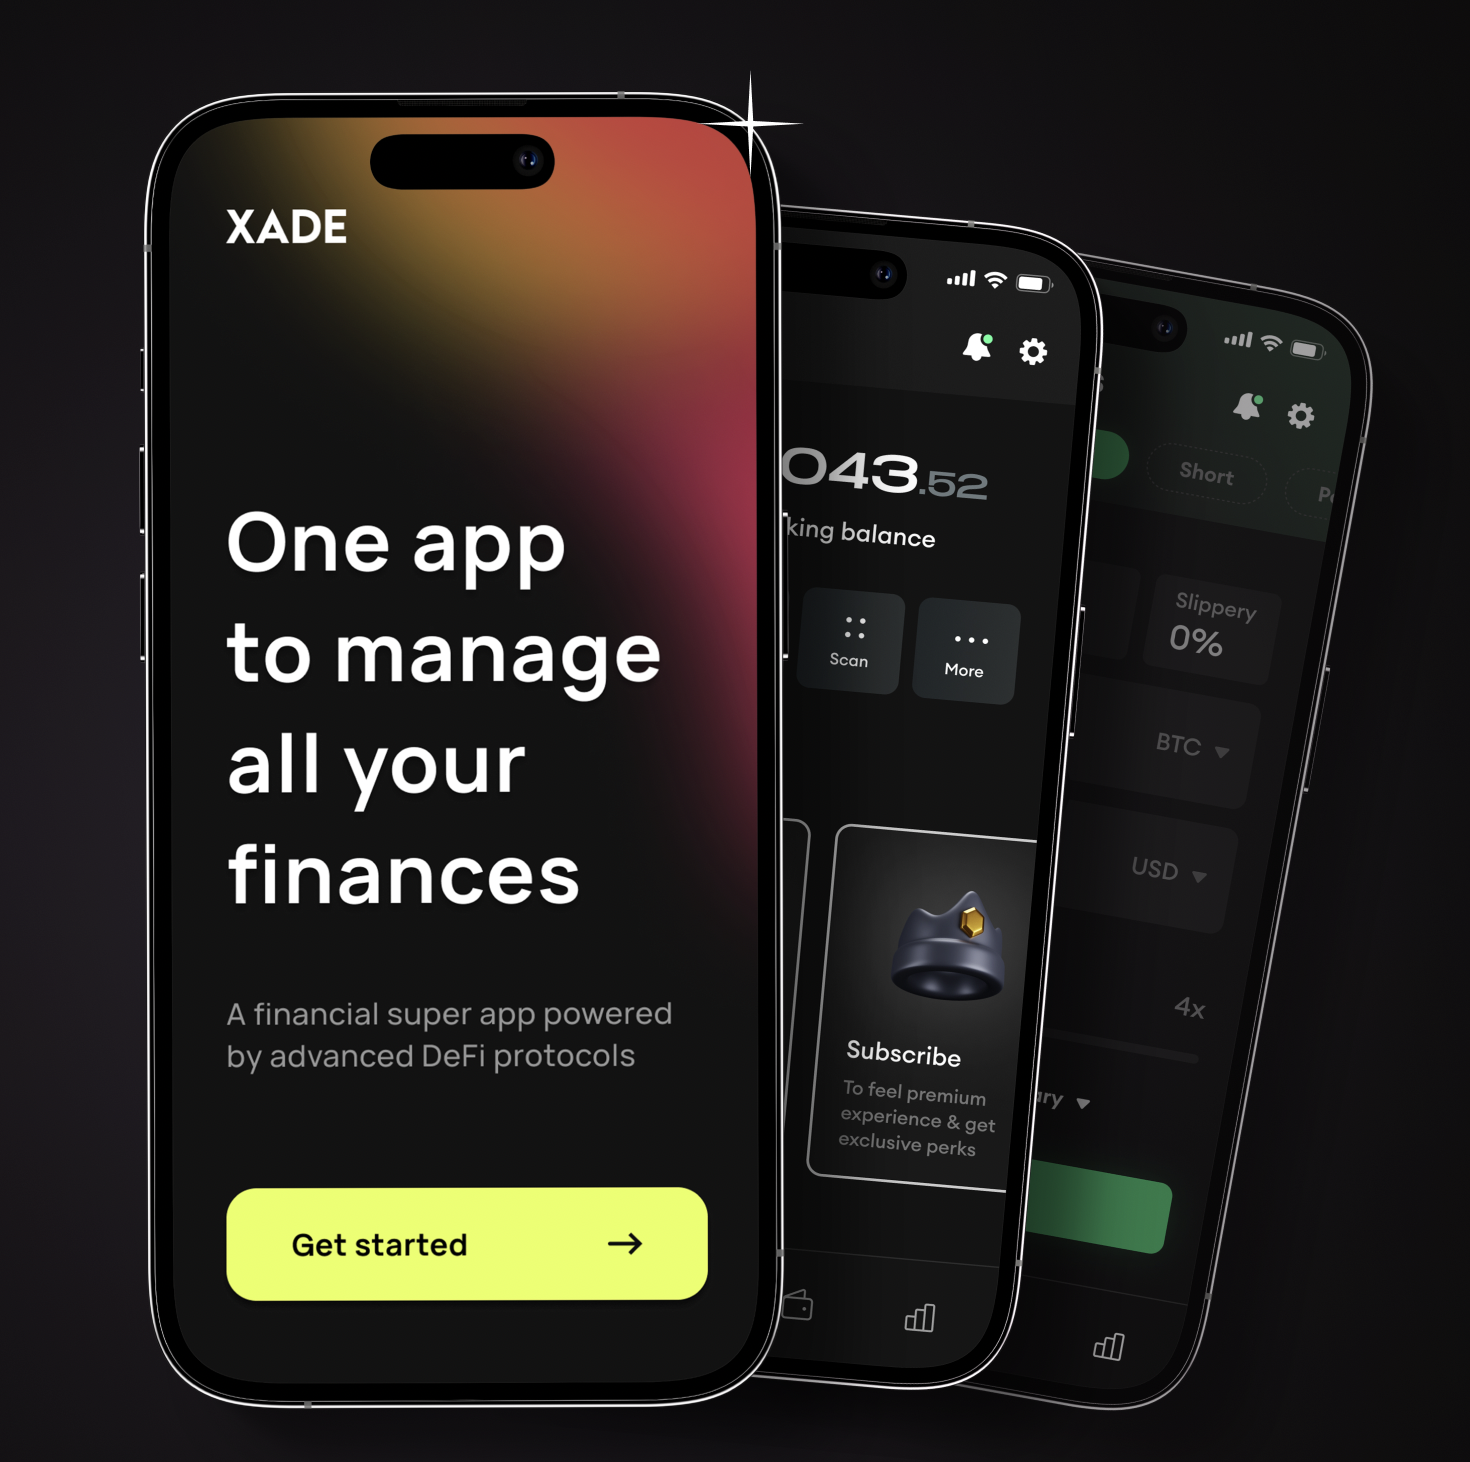 XADE
One app
to manage
all your
finances
A financial super app powered
by advanced DeFi protocols
Get started
043.52
king balance
Scan
More
Subscribe
To feel premium
experience & get
exclusive perks
Short
Slippery
0%
BTC
USD
4x
ary